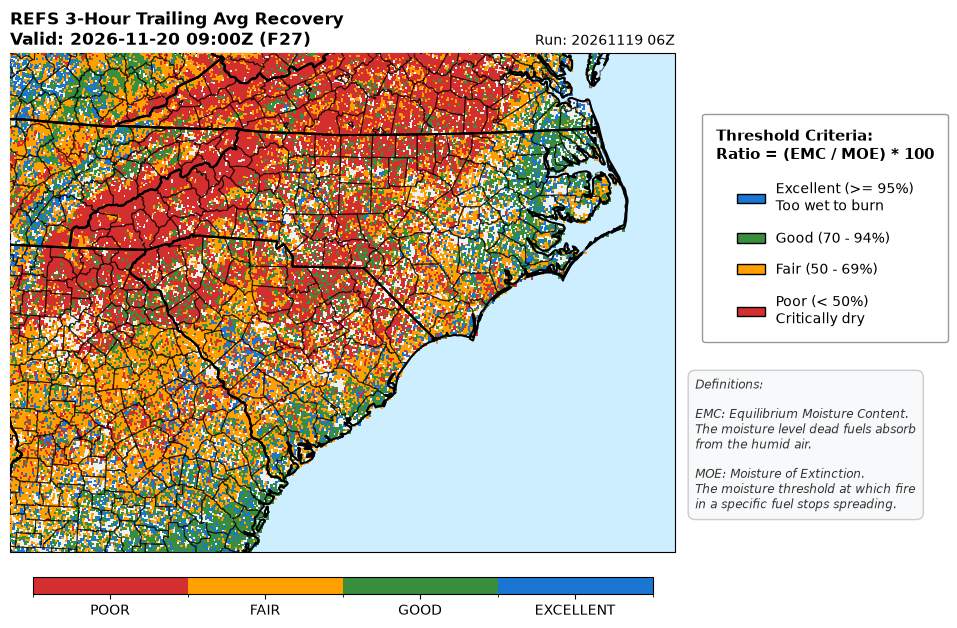 REFS 3-Hour Trailing Avg Recovery
Valid: 2026-11-20 09:00Z (F27)
Run: 20261119 06Z
Threshold Criteria:
Ratio = (EMC / MOE) * 100
Excellent (>= 95%)
Too wet to burn
Good (70 - 94%)
Fair (50 - 69%)
Poor (< 50%)
Critically dry
Definitions:
EMC: Equilibrium Moisture Content.
The moisture level dead fuels absorb
from the humid air.
MOE: Moisture of Extinction.
The moisture threshold at which fire
in a specific fuel stops spreading.
POOR
FAIR
GOOD
EXCELLENT